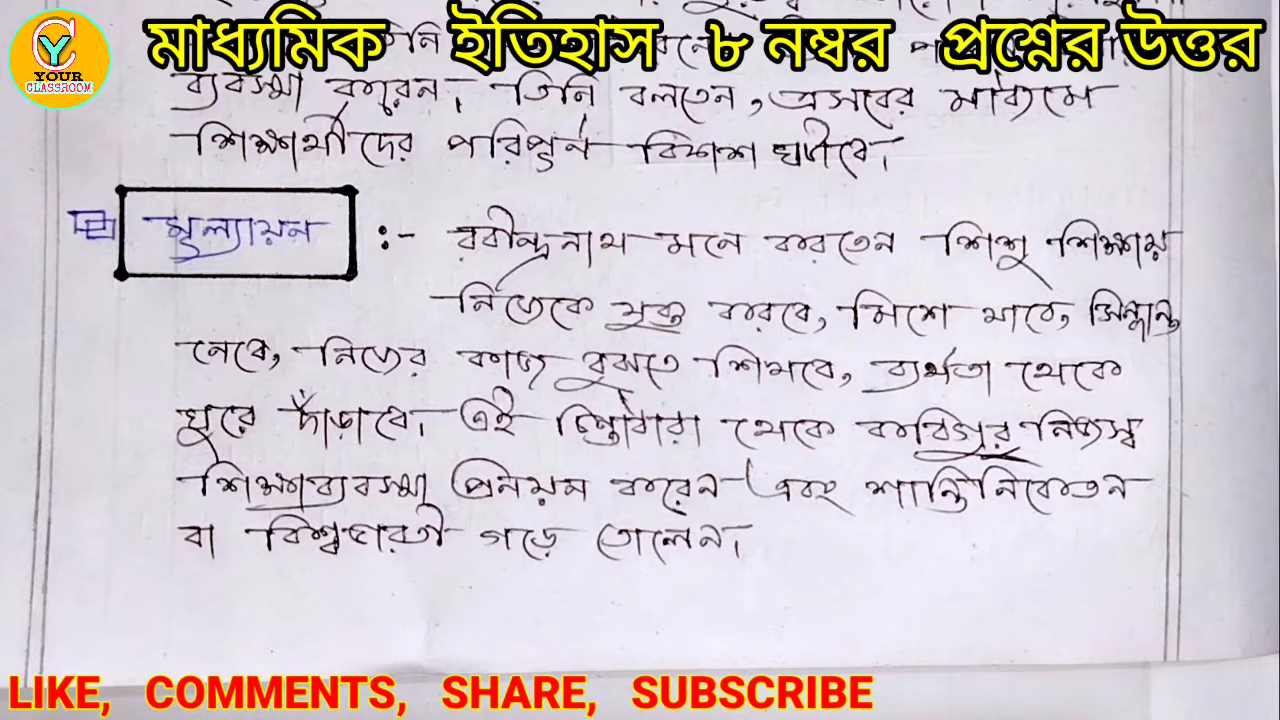 মাধ্যমিক ইতিহাস ৮ নম্বর প্রশ্নের উত্তর
YOUR
CLASSROOM
ব্যবস্থা করেন। তিনি বলতেন, এসবের মাধ্যমে
শিক্ষার্থীদের পরিপূর্ণ বিকাশ ঘটাবে।
মূল্যায়ন :- রবীন্দ্রনাথ মনে করতেন শিশু শিক্ষায়
নিজেকে যুক্ত করবে, মিশে যাবে, সিদ্ধান্ত
নেবে, নিজের কাজ বুঝতে শিখবে, ব্যর্থতা থেকে
ঘুরে দাঁড়াবে। এই চিন্তাধারা থেকে কবিগুরু নিজস্ব
শিক্ষাব্যবস্থা প্রনয়ন করেন এবং শান্তিনিকেতন
বা বিশ্বভারতী গড়ে তোলেন।
LIKE, COMMENTS, SHARE, SUBSCRIBE